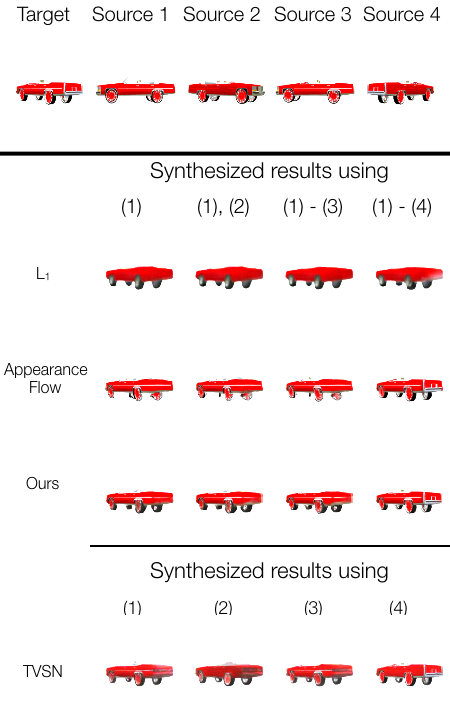 Target Source 1 Source 2 Source 3 Source 4
Synthesized results using
(1) (1), (2) (1) - (3) (1) - (4)
L₁
Appearance
Flow
Ours
Synthesized results using
(1) (2) (3) (4)
TVSN